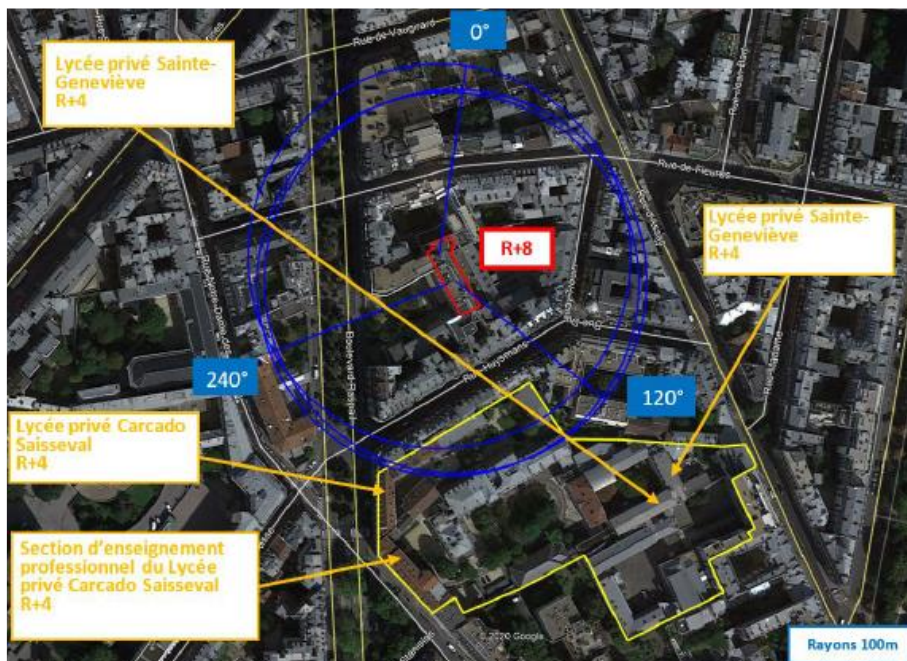 Lycée privé Sainte-
Geneviève
R+4
0°
Rue-de-Vaugirard
Rue-de-Fleurus
Lycée privé Sainte-
Geneviève
R+4
R+8
Boulevard-Raspail
Rue-Huysmans
240°
120°
Lycée privé Carcado
Saisseval
R+4
Section d'enseignement
professionnel du Lycée
privé Carcado Saisseval
R+4
Stanislas
© 2020 Google
Rayons 100m